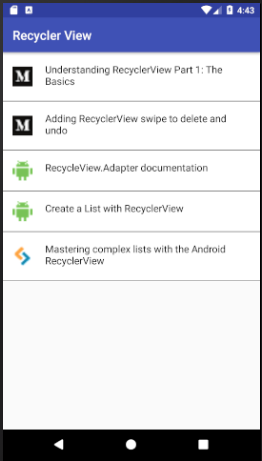 4:43
Recycler View
M
Understanding RecyclerView Part 1: The
Basics
M
Adding RecyclerView swipe to delete and
undo
RecycleView.Adapter documentation
Create a List with RecyclerView
Mastering complex lists with the Android
RecyclerView